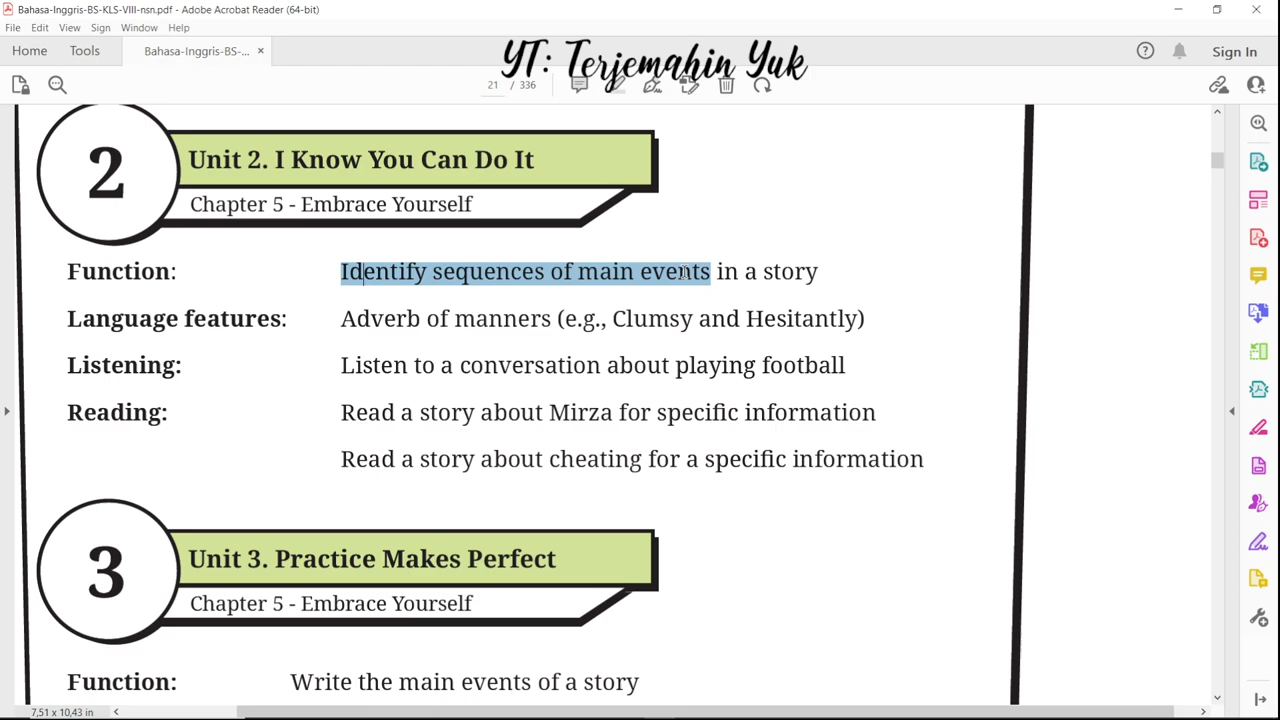 Bahasa-Inggris-BS-KLS-VIII-nsn.pdf - Adobe Acrobat Reader (64-bit)
File Edit View Sign Window Help
Home Tools Bahasa-Inggris-BS-... × Sign In
YT: Terjemahin Yuk
21 / 336
2
Unit 2. I Know You Can Do It
Chapter 5 - Embrace Yourself
Function: Identify sequences of main events in a story
Language features: Adverb of manners (e.g., Clumsy and Hesitantly)
Listening: Listen to a conversation about playing football
Reading: Read a story about Mirza for specific information
Read a story about cheating for a specific information
3
Unit 3. Practice Makes Perfect
Chapter 5 - Embrace Yourself
Function: Write the main events of a story
7,51 x 10,43 in